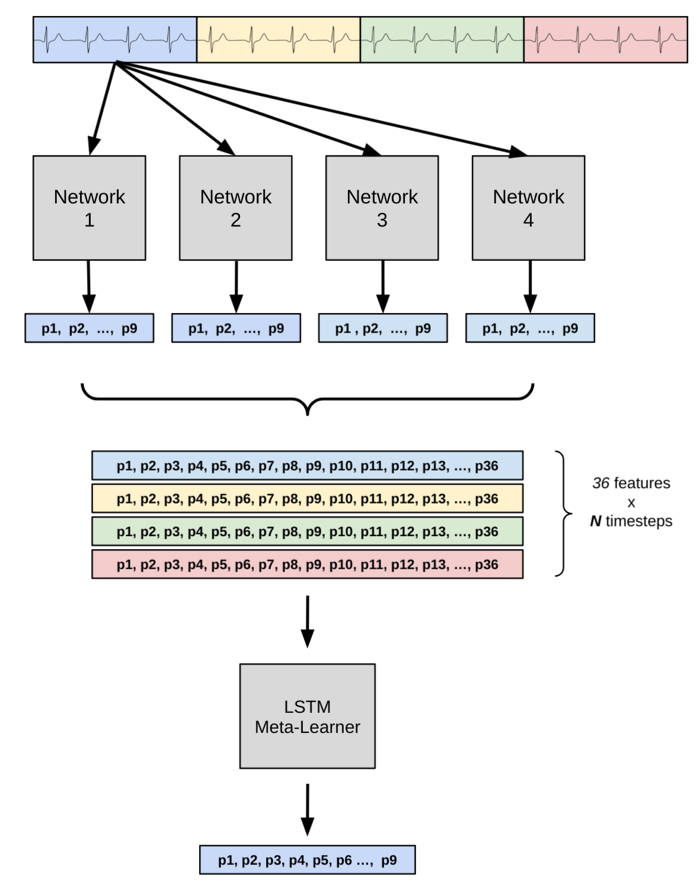 Network
1
Network
2
Network
3
Network
4
p1, p2, ..., p9
p1, p2, ..., p9
p1 , p2, ..., p9
p1, p2, ..., p9
p1, p2, p3, p4, p5, p6, p7, p8, p9, p10, p11, p12, p13, ..., p36
p1, p2, p3, p4, p5, p6, p7, p8, p9, p10, p11, p12, p13, ..., p36
p1, p2, p3, p4, p5, p6, p7, p8, p9, p10, p11, p12, p13, ..., p36
p1, p2, p3, p4, p5, p6, p7, p8, p9, p10, p11, p12, p13, ..., p36
36 features
x
N timesteps
LSTM
Meta-Learner
p1, p2, p3, p4, p5, p6 ..., p9